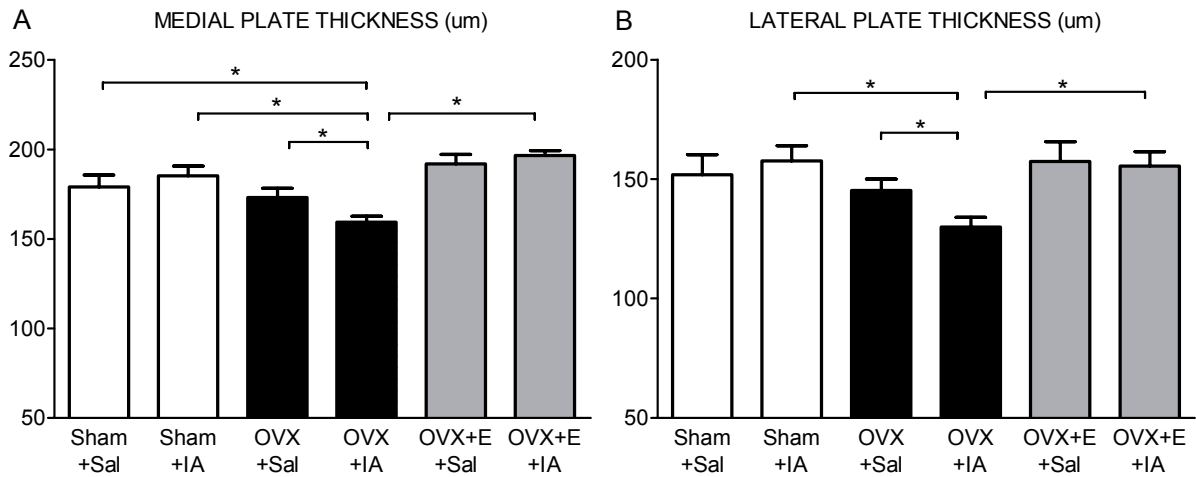 A
MEDIAL PLATE THICKNESS (um)
250
200
150
100
50
*
*
*
*
Sham +Sal
Sham +IA
OVX +Sal
OVX +IA
OVX+E +Sal
OVX+E +IA
B
LATERAL PLATE THICKNESS (um)
200
150
100
50
*
*
*
Sham +Sal
Sham +IA
OVX +Sal
OVX +IA
OVX+E +Sal
OVX+E +IA